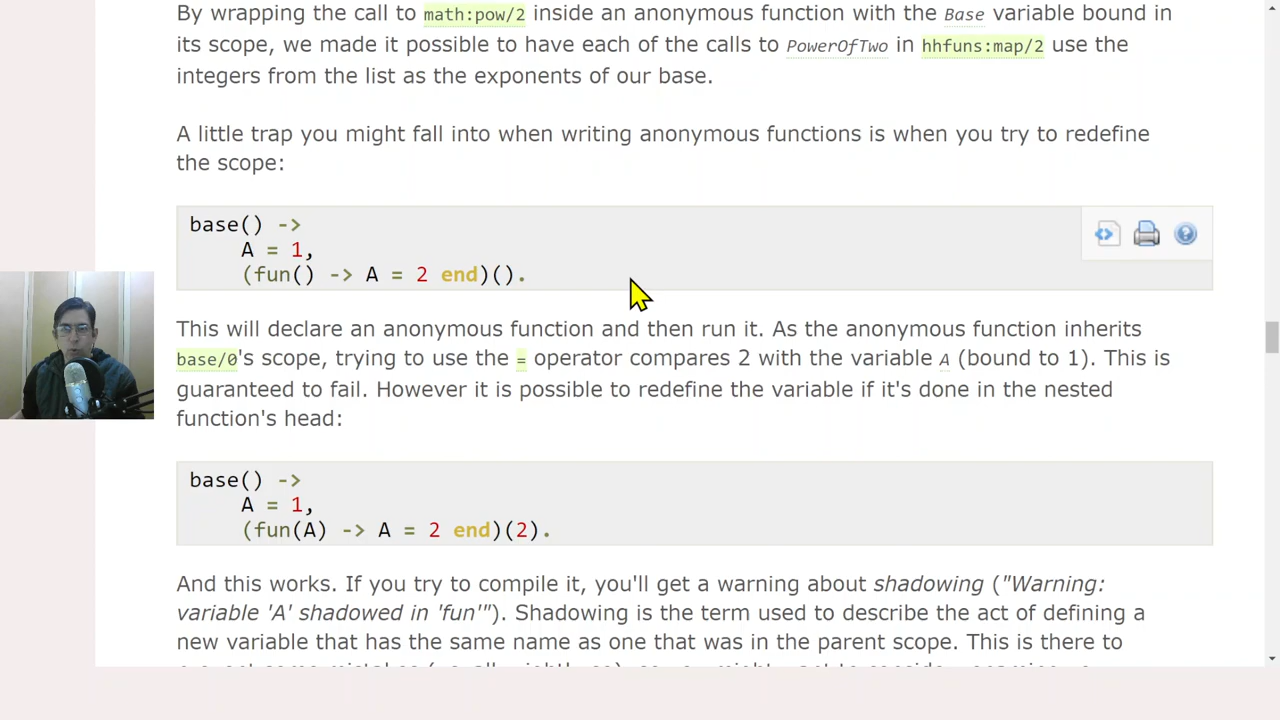 By wrapping the call to math:pow/2 inside an anonymous function with the Base variable bound in
its scope, we made it possible to have each of the calls to PowerOfTwo in hhfuns:map/2 use the
integers from the list as the exponents of our base.
A little trap you might fall into when writing anonymous functions is when you try to redefine
the scope:
base() ->
A = 1,
(fun() -> A = 2 end)().
This will declare an anonymous function and then run it. As the anonymous function inherits
base/0's scope, trying to use the = operator compares 2 with the variable A (bound to 1). This is
guaranteed to fail. However it is possible to redefine the variable if it's done in the nested
function's head:
base() ->
A = 1,
(fun(A) -> A = 2 end)(2).
And this works. If you try to compile it, you'll get a warning about shadowing ("Warning:
variable 'A' shadowed in 'fun'"). Shadowing is the term used to describe the act of defining a
new variable that has the same name as one that was in the parent scope. This is there to